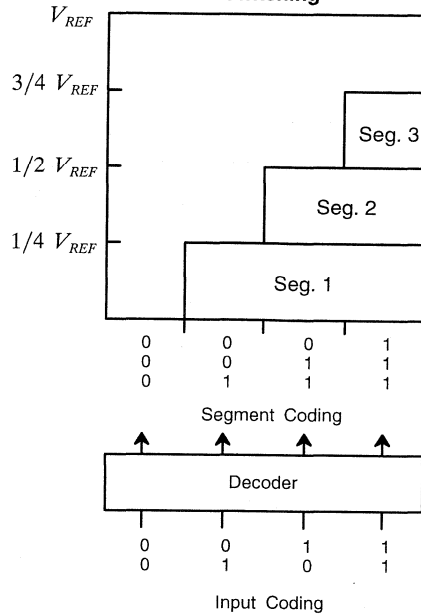 V_REF
3/4 V_REF
Seg. 3
1/2 V_REF
Seg. 2
1/4 V_REF
Seg. 1
0 0 0 1
0 0 1 1
0 1 1 1
Segment Coding
Decoder
0 0 1 1
0 1 0 1
Input Coding